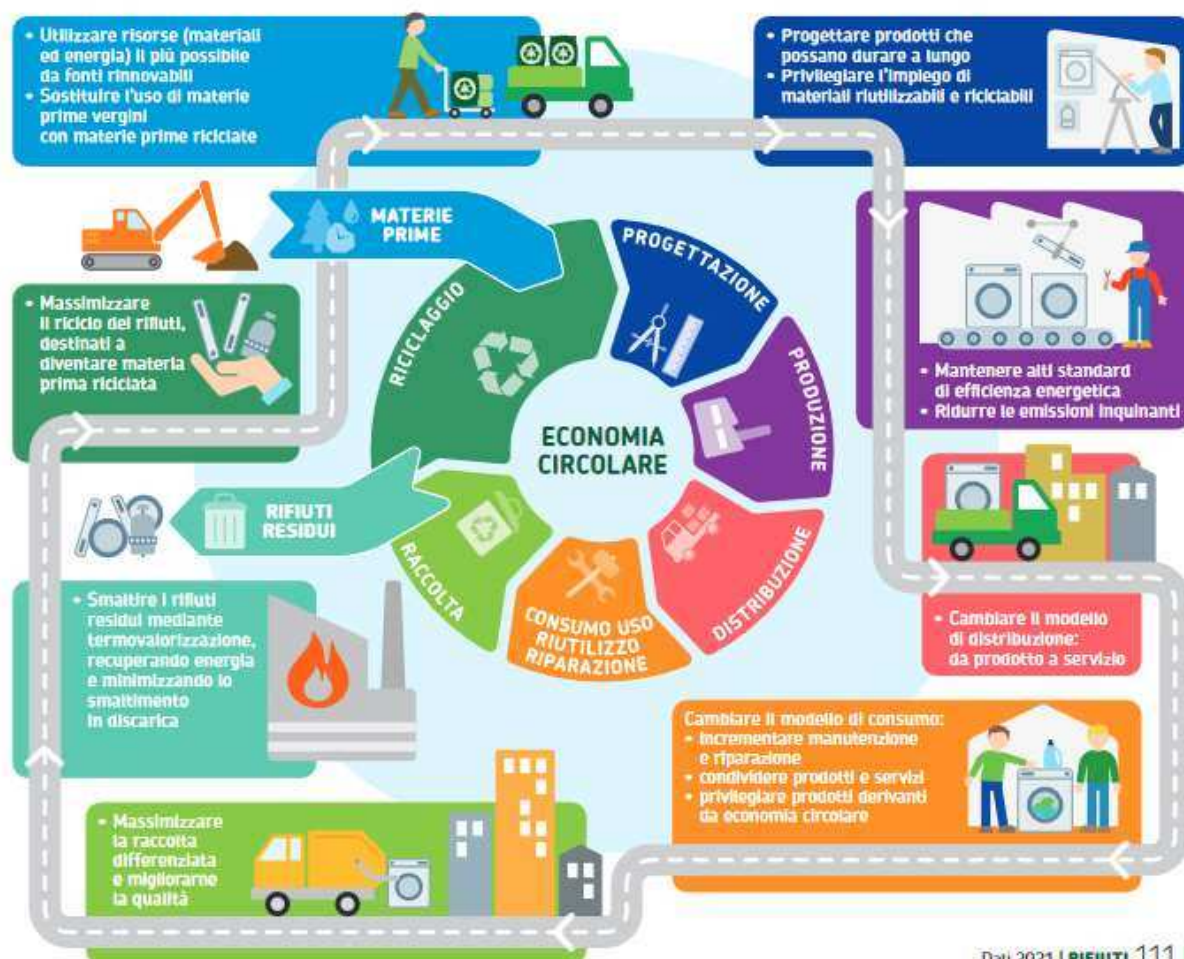 • Utilizzare risorse (materiali
ed energia) il più possibile
da fonti rinnovabili
• Sostituire l'uso di materie
prime vergini
con materie prime riciclate
• Progettare prodotti che
possano durare a lungo
• Privilegiare l'impiego di
materiali riutilizzabili e riciclabili
MATERIE
PRIME
• Massimizzare
il riciclo dei rifiuti,
destinati a
diventare materia
prima riciclata
RICICLAGGIO
PROGETTAZIONE
PRODUZIONE
• Mantenere alti standard
di efficienza energetica
• Ridurre le emissioni inquinanti
ECONOMIA
CIRCOLARE
RIFIUTI
RESIDUI
RACCOLTA
CONSUMO USO
RIUTILIZZO
RIPARAZIONE
DISTRIBUZIONE
• Cambiare il modello
di distribuzione:
da prodotto a servizio
• Smaltire i rifiuti
residui mediante
termovalorizzazione,
recuperando energia
e minimizzando lo
smaltimento
in discarica
Cambiare il modello di consumo:
• incrementare manutenzione
e riparazione
• condividere prodotti e servizi
• privilegiare prodotti derivanti
da economia circolare
• Massimizzare
la raccolta
differenziata
e migliorarne
la qualità
Dati 2021 | RIFIUTI 111